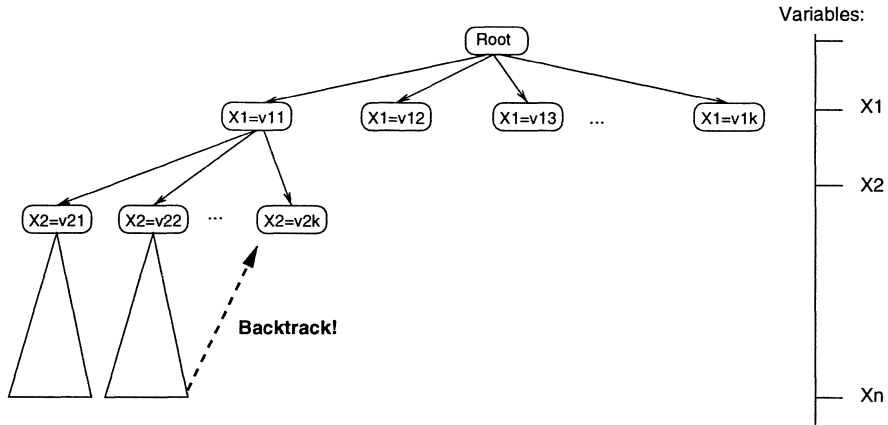 Variables:
Root
X1=v11
X1=v12
X1=v13
...
X1=v1k
X1
X2
X2=v21
X2=v22
...
X2=v2k
Backtrack!
Xn